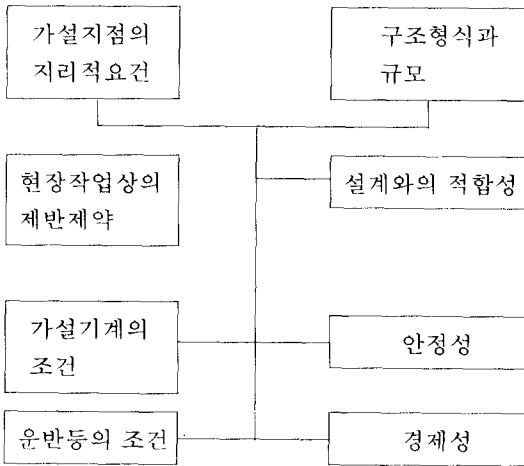 가설지점의
지리적요건
구조형식과
규모
현장작업상의
제반제약
설계와의 적합성
가설기계의
조건
안정성
운반등의 조건
경제성